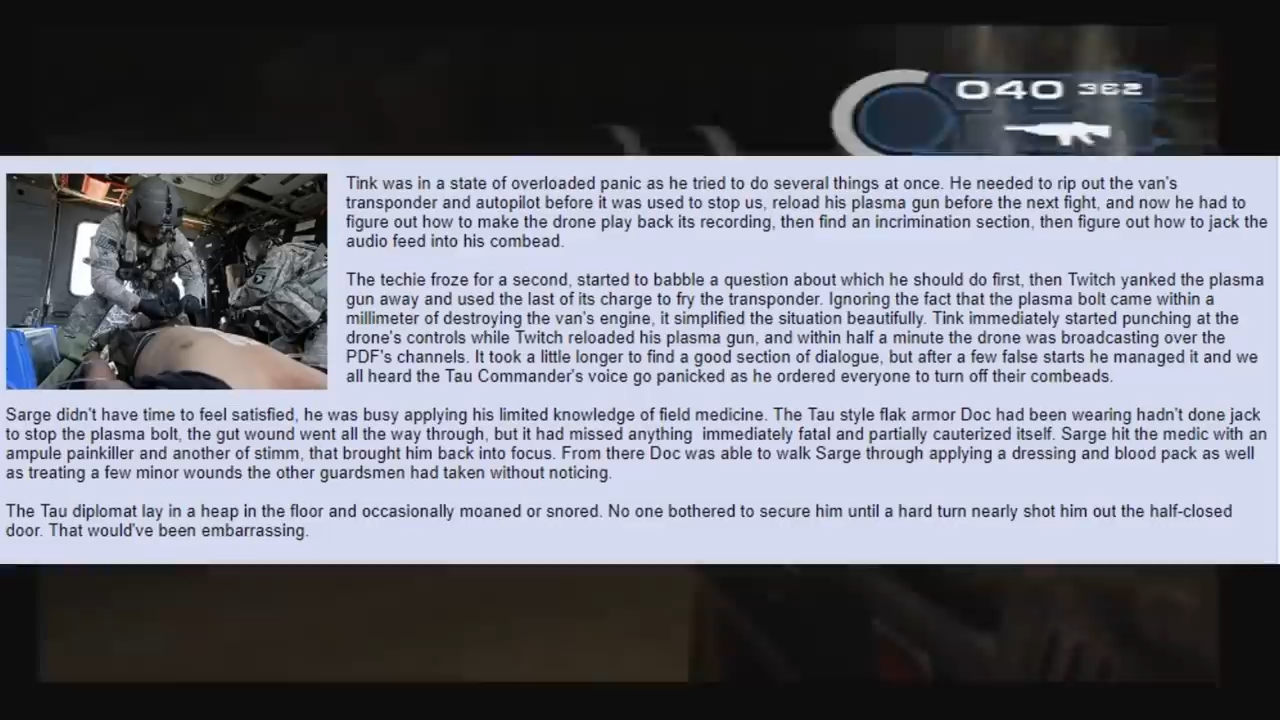 040 362
Tink was in a state of overloaded panic as he tried to do several things at once. He needed to rip out the van's
transponder and autopilot before it was used to stop us, reload his plasma gun before the next fight, and now he had to
figure out how to make the drone play back its recording, then find an incrimination section, then figure out how to jack the
audio feed into his combead.
The techie froze for a second, started to babble a question about which he should do first, then Twitch yanked the plasma
gun away and used the last of its charge to fry the transponder. Ignoring the fact that the plasma bolt came within a
millimeter of destroying the van's engine, it simplified the situation beautifully. Tink immediately started punching at the
drone's controls while Twitch reloaded his plasma gun, and within half a minute the drone was broadcasting over the
PDF's channels. It took a little longer to find a good section of dialogue, but after a few false starts he managed it and we
all heard the Tau Commander's voice go panicked as he ordered everyone to turn off their combeads.
Sarge didn't have time to feel satisfied, he was busy applying his limited knowledge of field medicine. The Tau style flak armor Doc had been wearing hadn't done jack
to stop the plasma bolt, the gut wound went all the way through, but it had missed anything immediately fatal and partially cauterized itself. Sarge hit the medic with an
ampule painkiller and another of stimm, that brought him back into focus. From there Doc was able to walk Sarge through applying a dressing and blood pack as well
as treating a few minor wounds the other guardsmen had taken without noticing.
The Tau diplomat lay in a heap in the floor and occasionally moaned or snored. No one bothered to secure him until a hard turn nearly shot him out the half-closed
door. That would've been embarrassing.